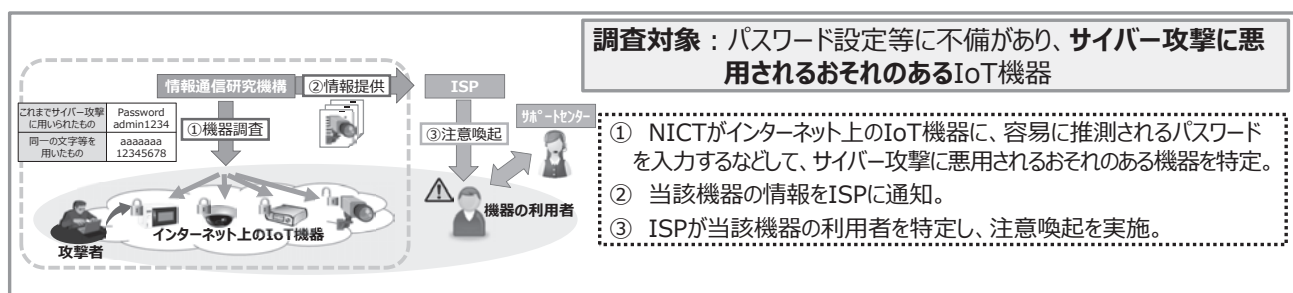 情報通信研究機構
②情報提供
ISP
これまでサイバー攻撃
に用いられたもの
Password
admin1234
同一の文字等を
用いたもの
aaaaaaa
12345678
①機器調査
③注意喚起
ｻﾎﾟｰﾄｾﾝﾀｰ
機器の利用者
インターネット上のIoT機器
攻撃者
調査対象：パスワード設定等に不備があり、サイバー攻撃に悪
用されるおそれのあるIoT機器
① NICTがインターネット上のIoT機器に、容易に推測されるパスワード
を入力するなどして、サイバー攻撃に悪用されるおそれのある機器を特定。
② 当該機器の情報をISPに通知。
③ ISPが当該機器の利用者を特定し、注意喚起を実施。